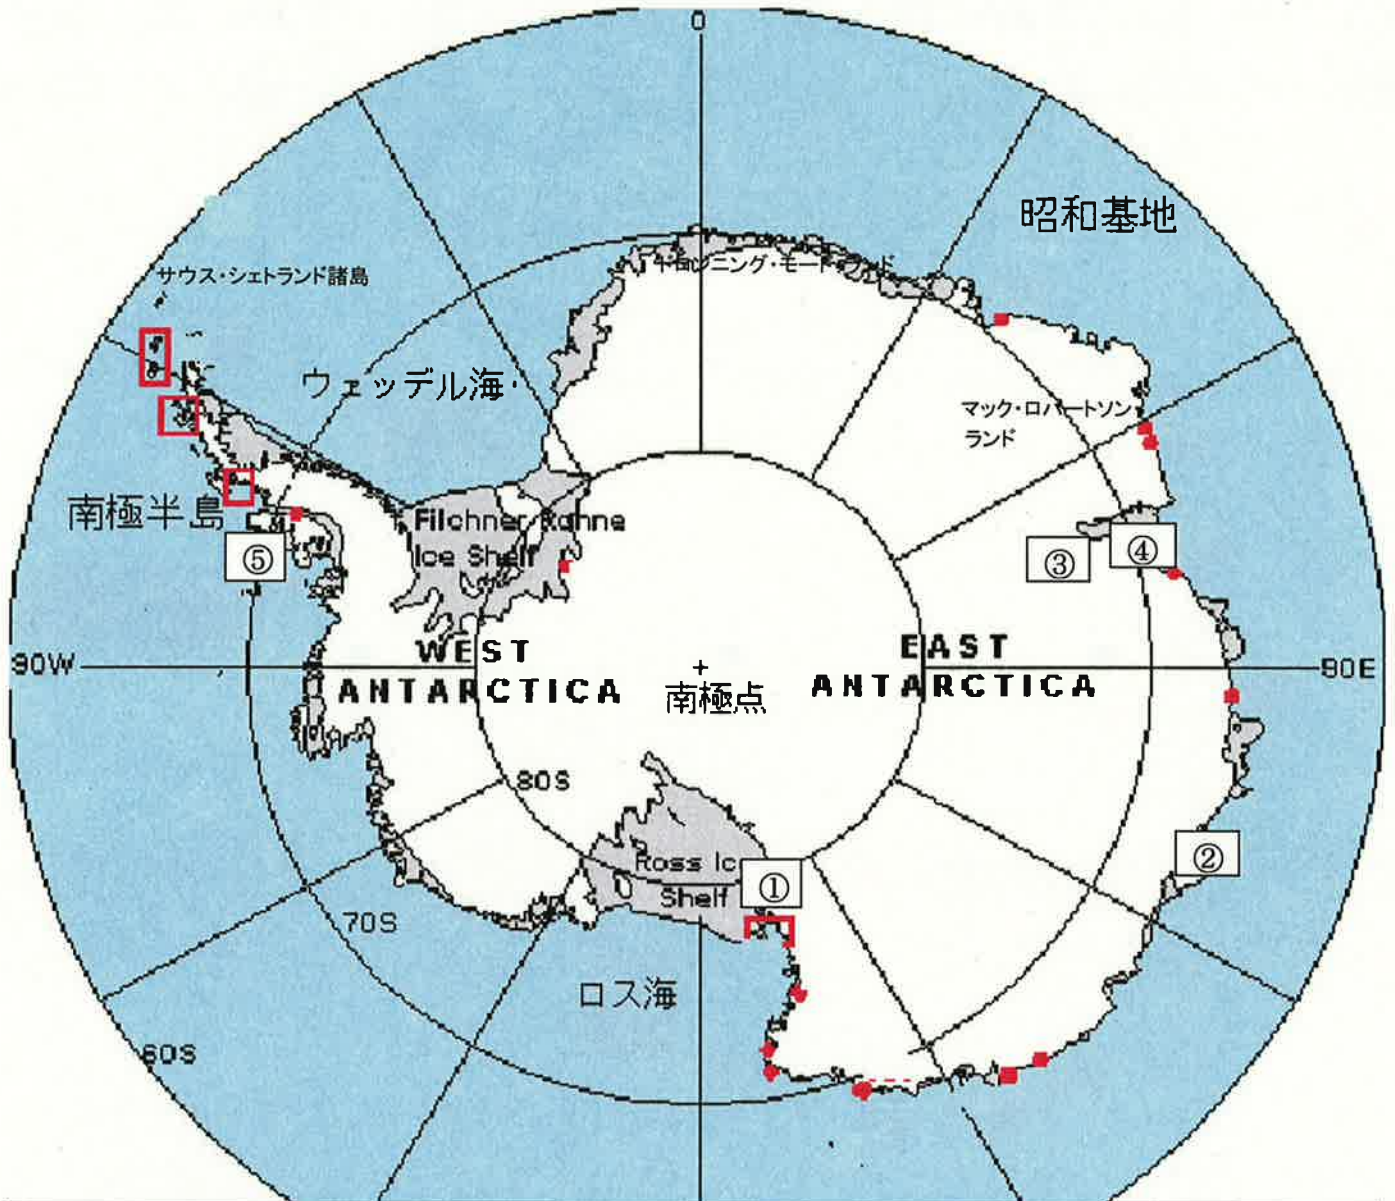 0
昭和基地
サウス・シェトランド諸島
ウェッデル海
マック・ロバートソン
ランド
南極半島
Filchner Rohne
Ice Shelf
⑤
③
④
90W
WEST
ANTARCTICA
南極点
EAST
ANTARCTICA
90E
80S
Ross Ic
Shelf
①
②
70S
ロス海
60S